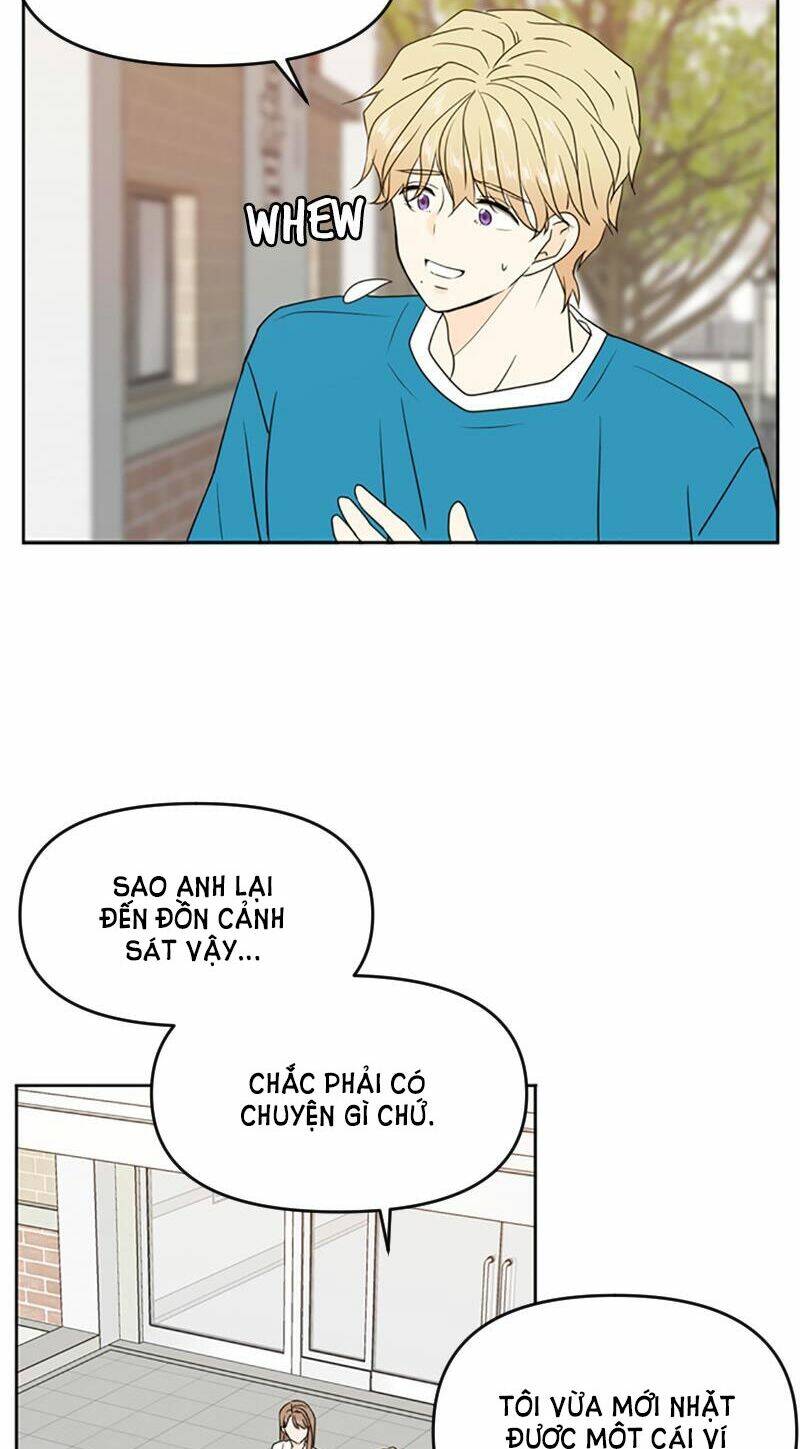 WHEW
SAO ANH LẠI
ĐẾN ĐỒN CẢNH
SÁT VẬY...
CHẮC PHẢI CÓ
CHUYỆN GÌ CHỨ.
TÔI VỪA MỚI NHẶT
ĐƯỢC MỘT CÁI VÍ